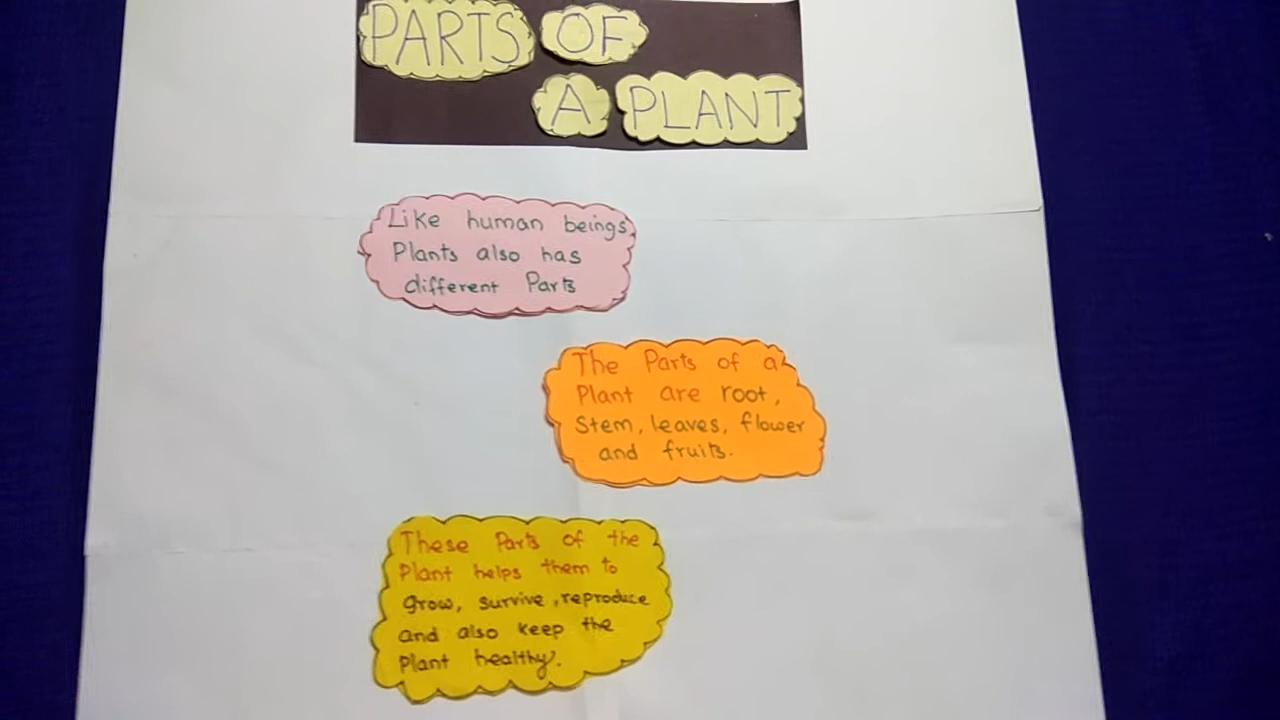 PARTS OF
A PLANT
Like human beings,
Plants also has
different Parts
The Parts of a
Plant are root,
Stem, leaves, flower
and fruits.
These Parts of the
Plant helps them to
grow, survive, reproduce
and also keep the
Plant healthy.